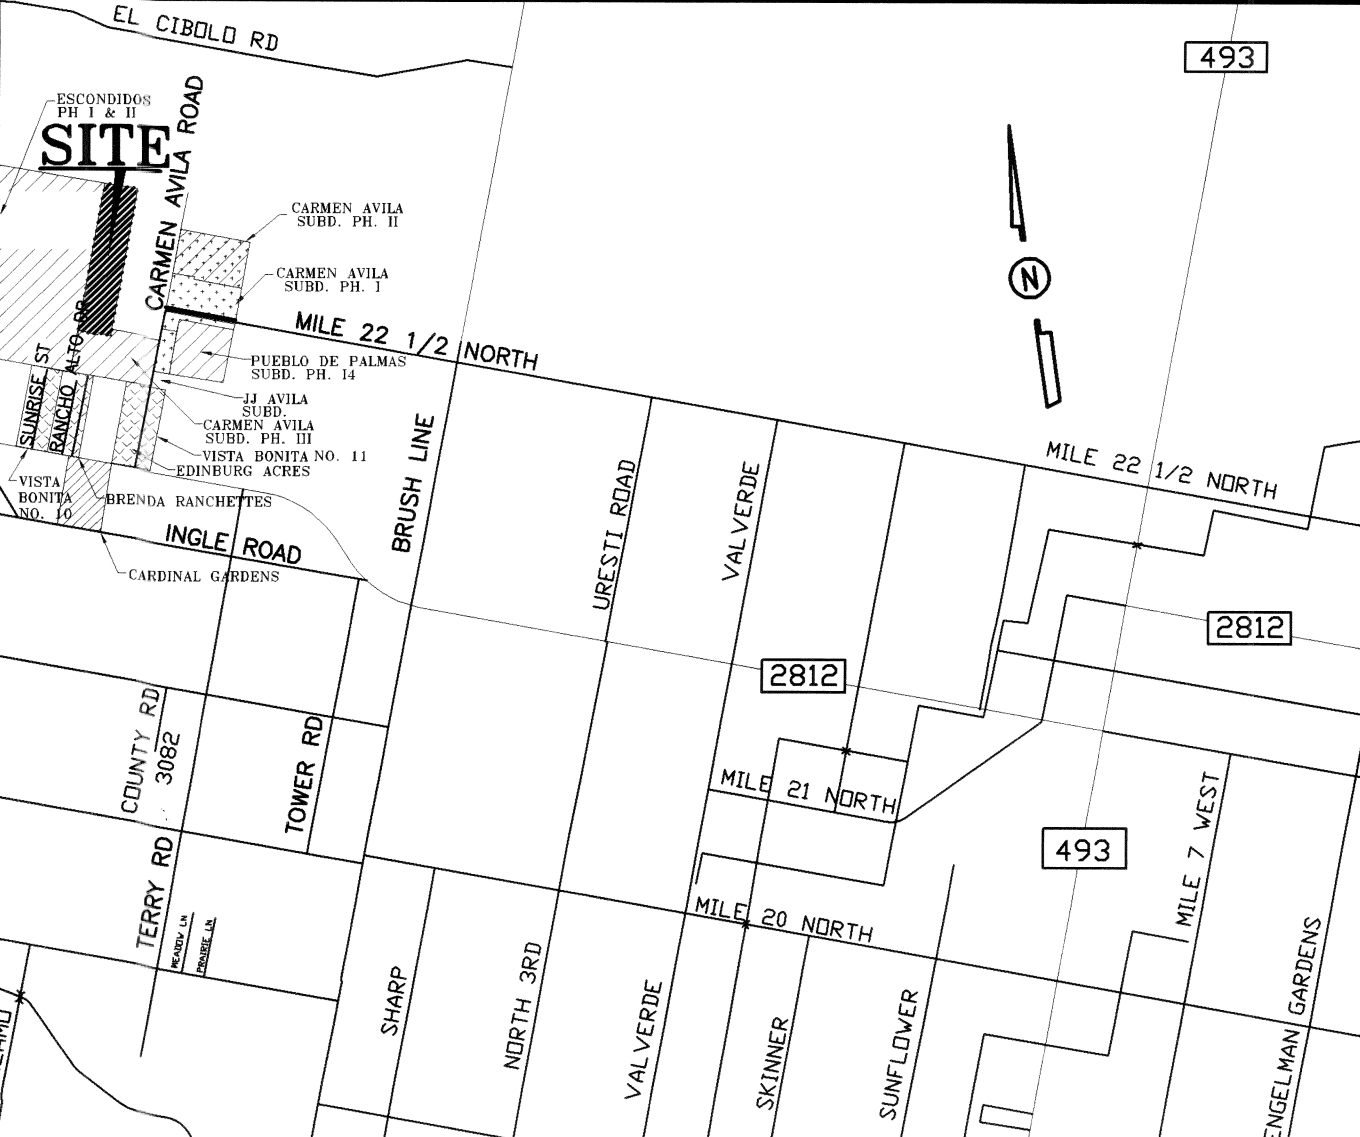 EL CIBOLO RD
493
ESCONDIDOS
PH I & II
SITE
CARMEN AVILA ROAD
CARMEN AVILA
SUBD. PH. II
CARMEN AVILA
SUBD. PH. I
N
MILE 22 1/2 NORTH
PUEBLO DE PALMAS
SUBD. PH. 14
JJ AVILA
SUBD.
CARMEN AVILA
SUBD. PH. III
VISTA BONITA NO. 11
EDINBURG ACRES
SUNRISE ST
RANCHO ALTO DR
VISTA
BONITA
NO. 10
BRENDA RANCHETTES
INGLE ROAD
CARDINAL GARDENS
BRUSH LINE
URESTI ROAD
VALVERDE
MILE 22 1/2 NORTH
2812
2812
COUNTY RD
3082
TOWER RD
MILE 21 NORTH
493
MILE 7 WEST
TERRY RD
MEADOW LN
PRAIRIE LN
MILE 20 NORTH
SHARP
NORTH 3RD
VALVERDE
SKINNER
SUNFLOWER
ENGELMAN GARDENS